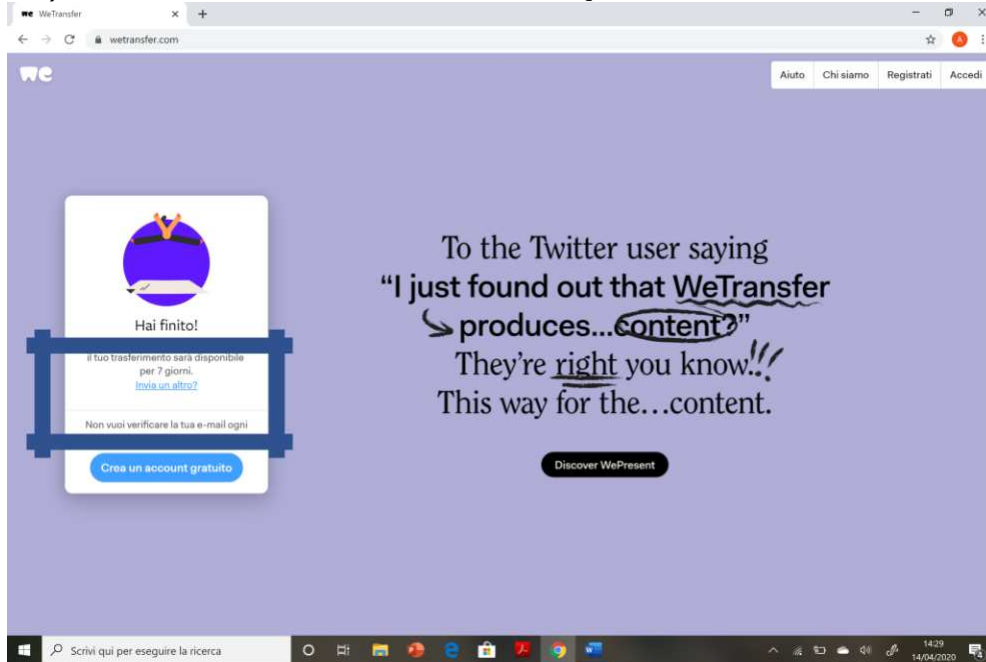 we WeTransfer
wetransfer.com
A
we
Aiuto Chi siamo Registrati Accedi
Hai finito!
il tuo trasferimento sarà disponibile
per 7 giorni.
Invia un altro?
Non vuoi verificare la tua e-mail ogni
Crea un account gratuito
To the Twitter user saying
“I just found out that WeTransfer
produces...content?”
They're right you know!!!
This way for the...content.
Discover WePresent
Scrivi qui per eseguire la ricerca
14:29
14/04/2020
4